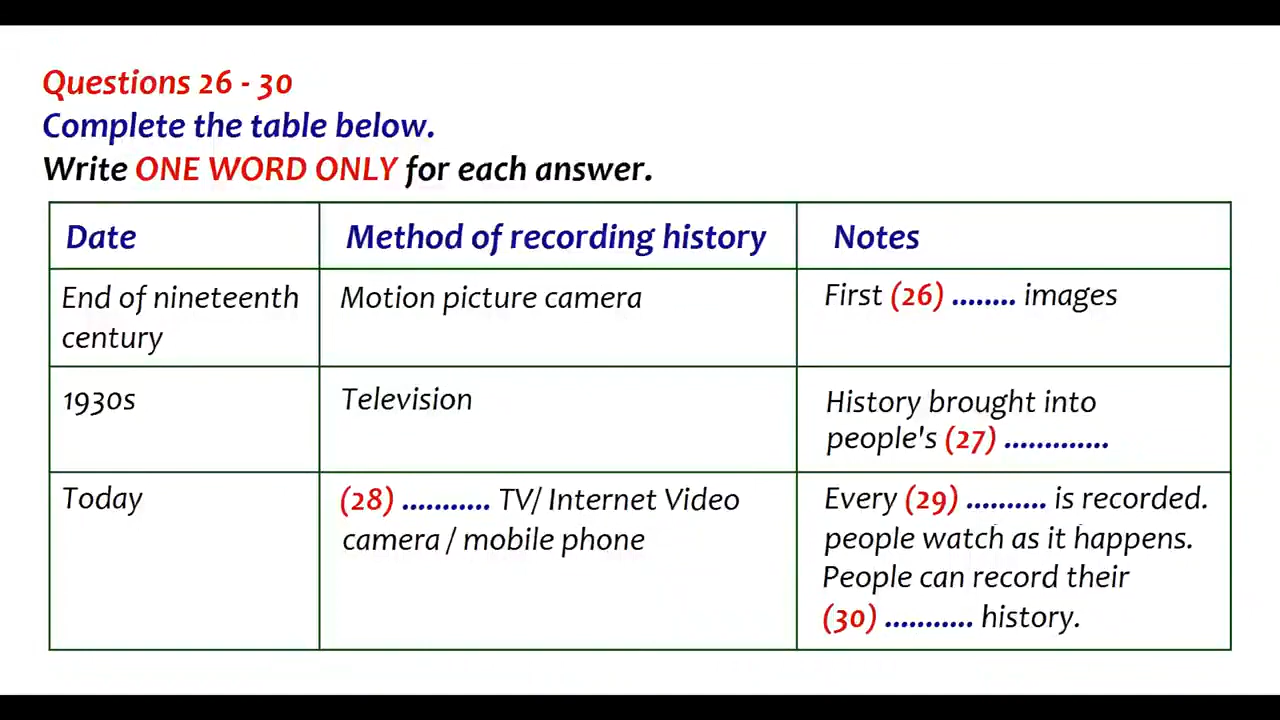 Questions 26 - 30
Complete the table below.
Write ONE WORD ONLY for each answer.
Date
Method of recording history
Notes
End of nineteenth
century
Motion picture camera
First (26) ........ images
1930s
Television
History brought into
people's (27) .............
Today
(28) ........... TV/ Internet Video
camera / mobile phone
Every (29) .......... is recorded.
people watch as it happens.
People can record their
(30) ........... history.